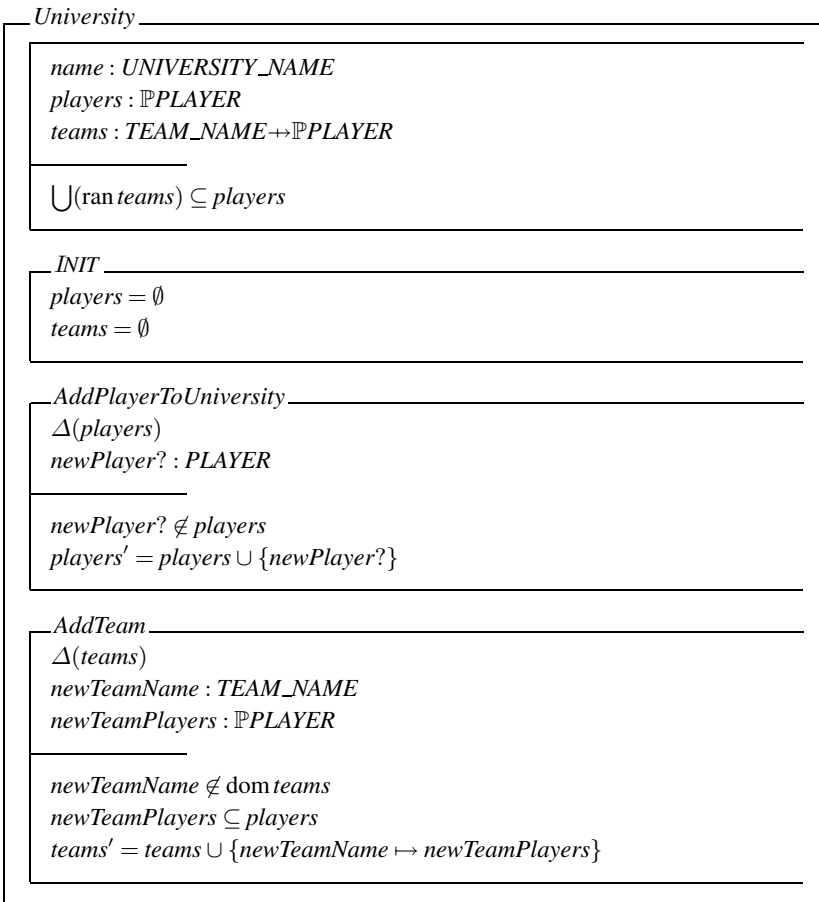 University
name : UNIVERSITY_NAME
players : ℙPLAYER
teams : TEAM_NAME ⇸ ℙPLAYER
⋃(ran teams) ⊆ players
INIT
players = ∅
teams = ∅
AddPlayerToUniversity
Δ(players)
newPlayer? : PLAYER
newPlayer? ∉ players
players′ = players ∪ {newPlayer?}
AddTeam
Δ(teams)
newTeamName : TEAM_NAME
newTeamPlayers : ℙPLAYER
newTeamName ∉ dom teams
newTeamPlayers ⊆ players
teams′ = teams ∪ {newTeamName ↦ newTeamPlayers}